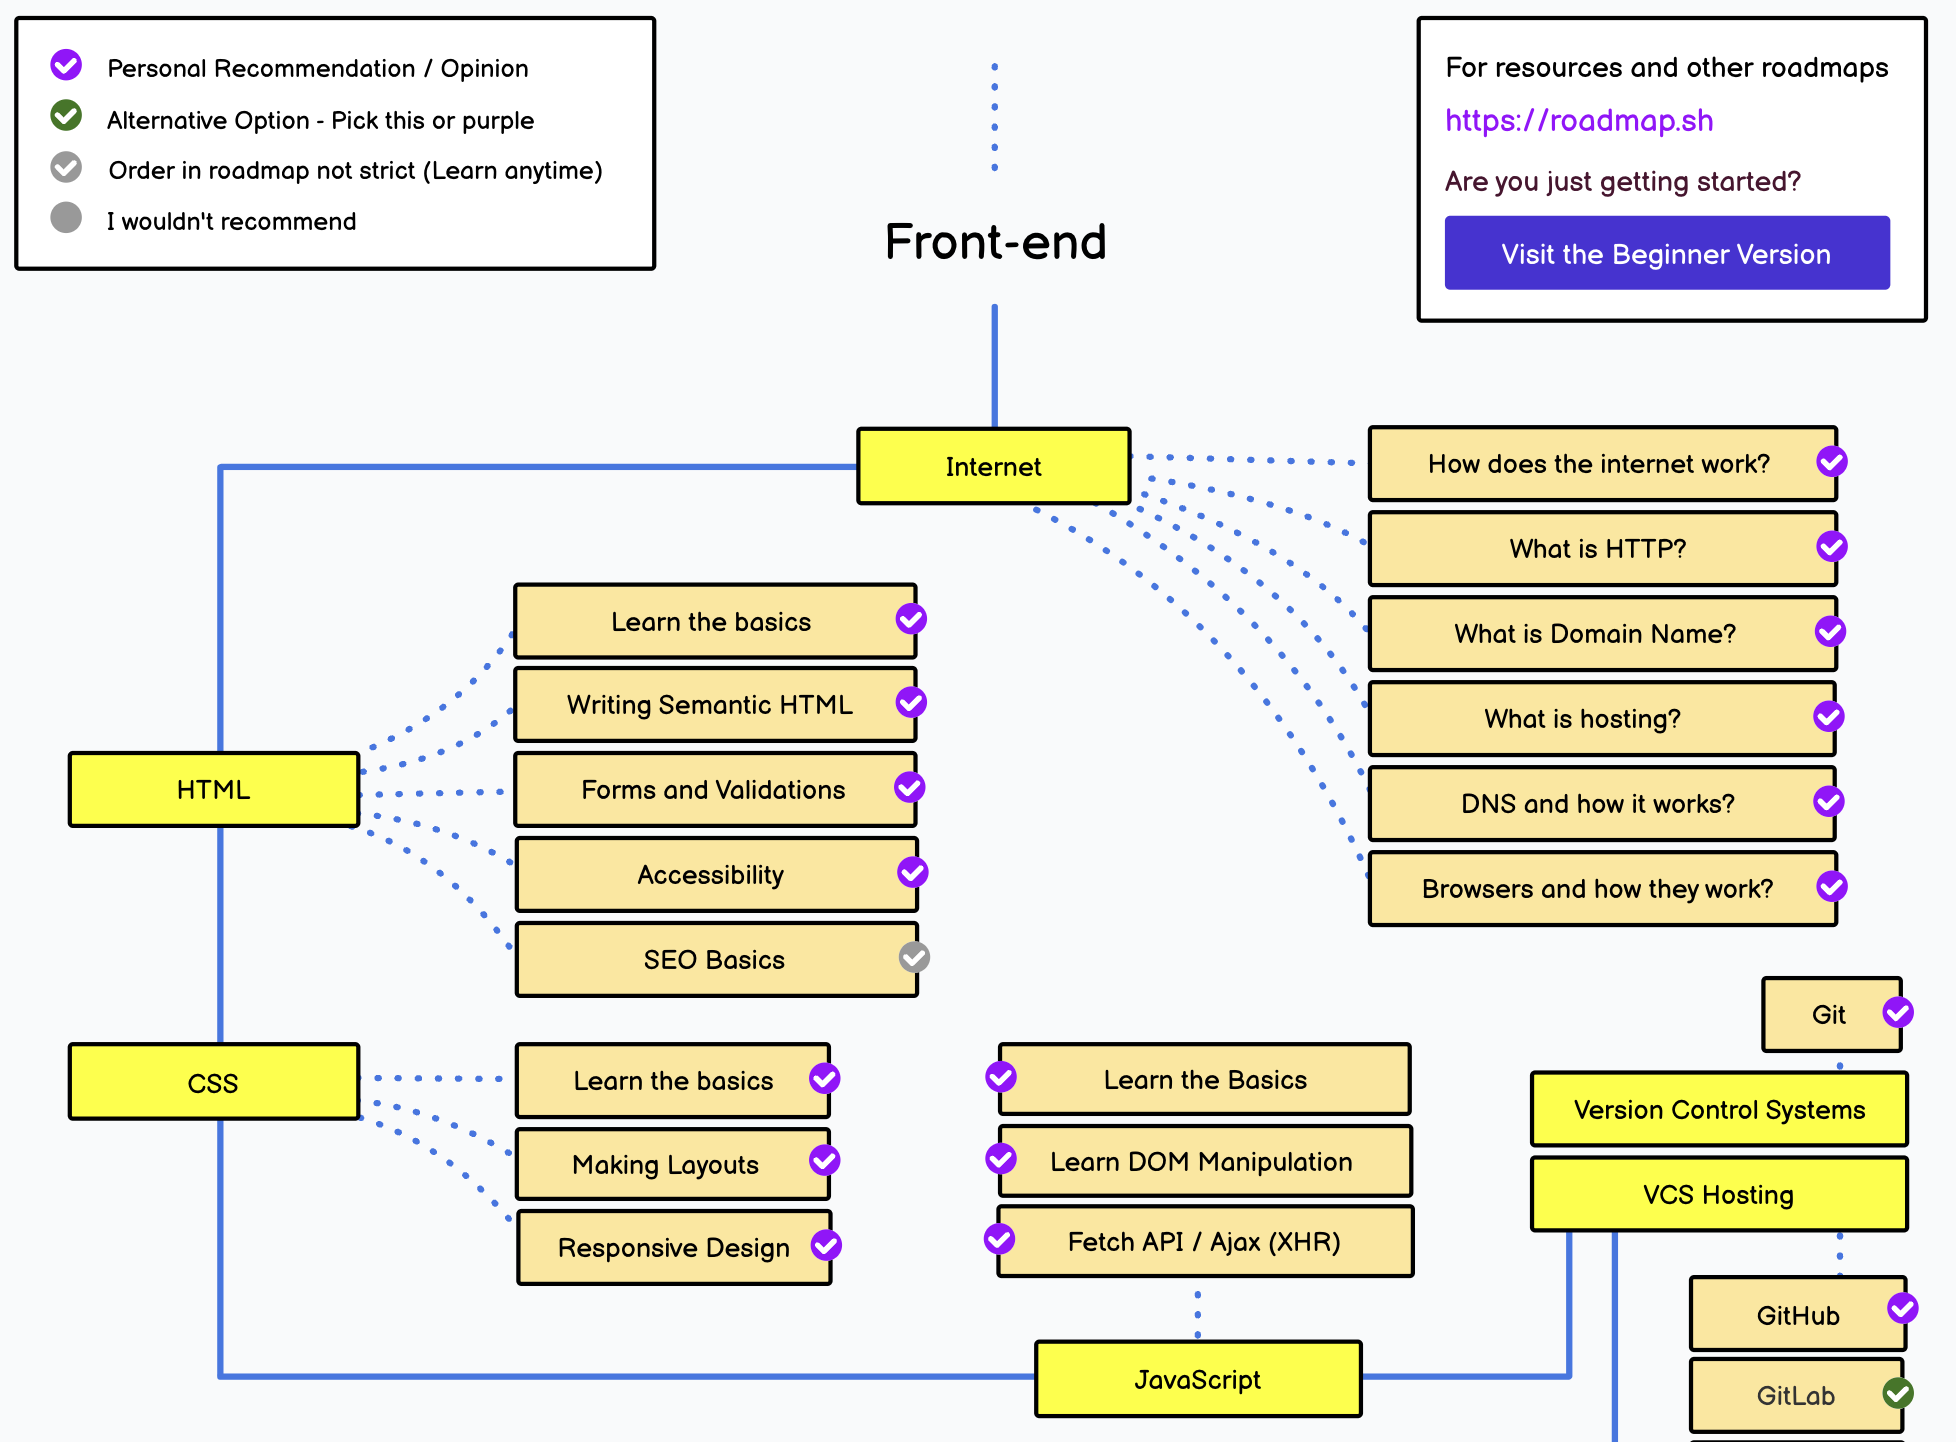 Personal Recommendation / Opinion
Alternative Option - Pick this or purple
Order in roadmap not strict (Learn anytime)
I wouldn't recommend
For resources and other roadmaps
https://roadmap.sh
Are you just getting started?
Visit the Beginner Version
Front-end
Internet
How does the internet work?
What is HTTP?
What is Domain Name?
What is hosting?
DNS and how it works?
Browsers and how they work?
HTML
Learn the basics
Writing Semantic HTML
Forms and Validations
Accessibility
SEO Basics
CSS
Learn the basics
Making Layouts
Responsive Design
Learn the Basics
Learn DOM Manipulation
Fetch API / Ajax (XHR)
JavaScript
Git
Version Control Systems
VCS Hosting
GitHub
GitLab